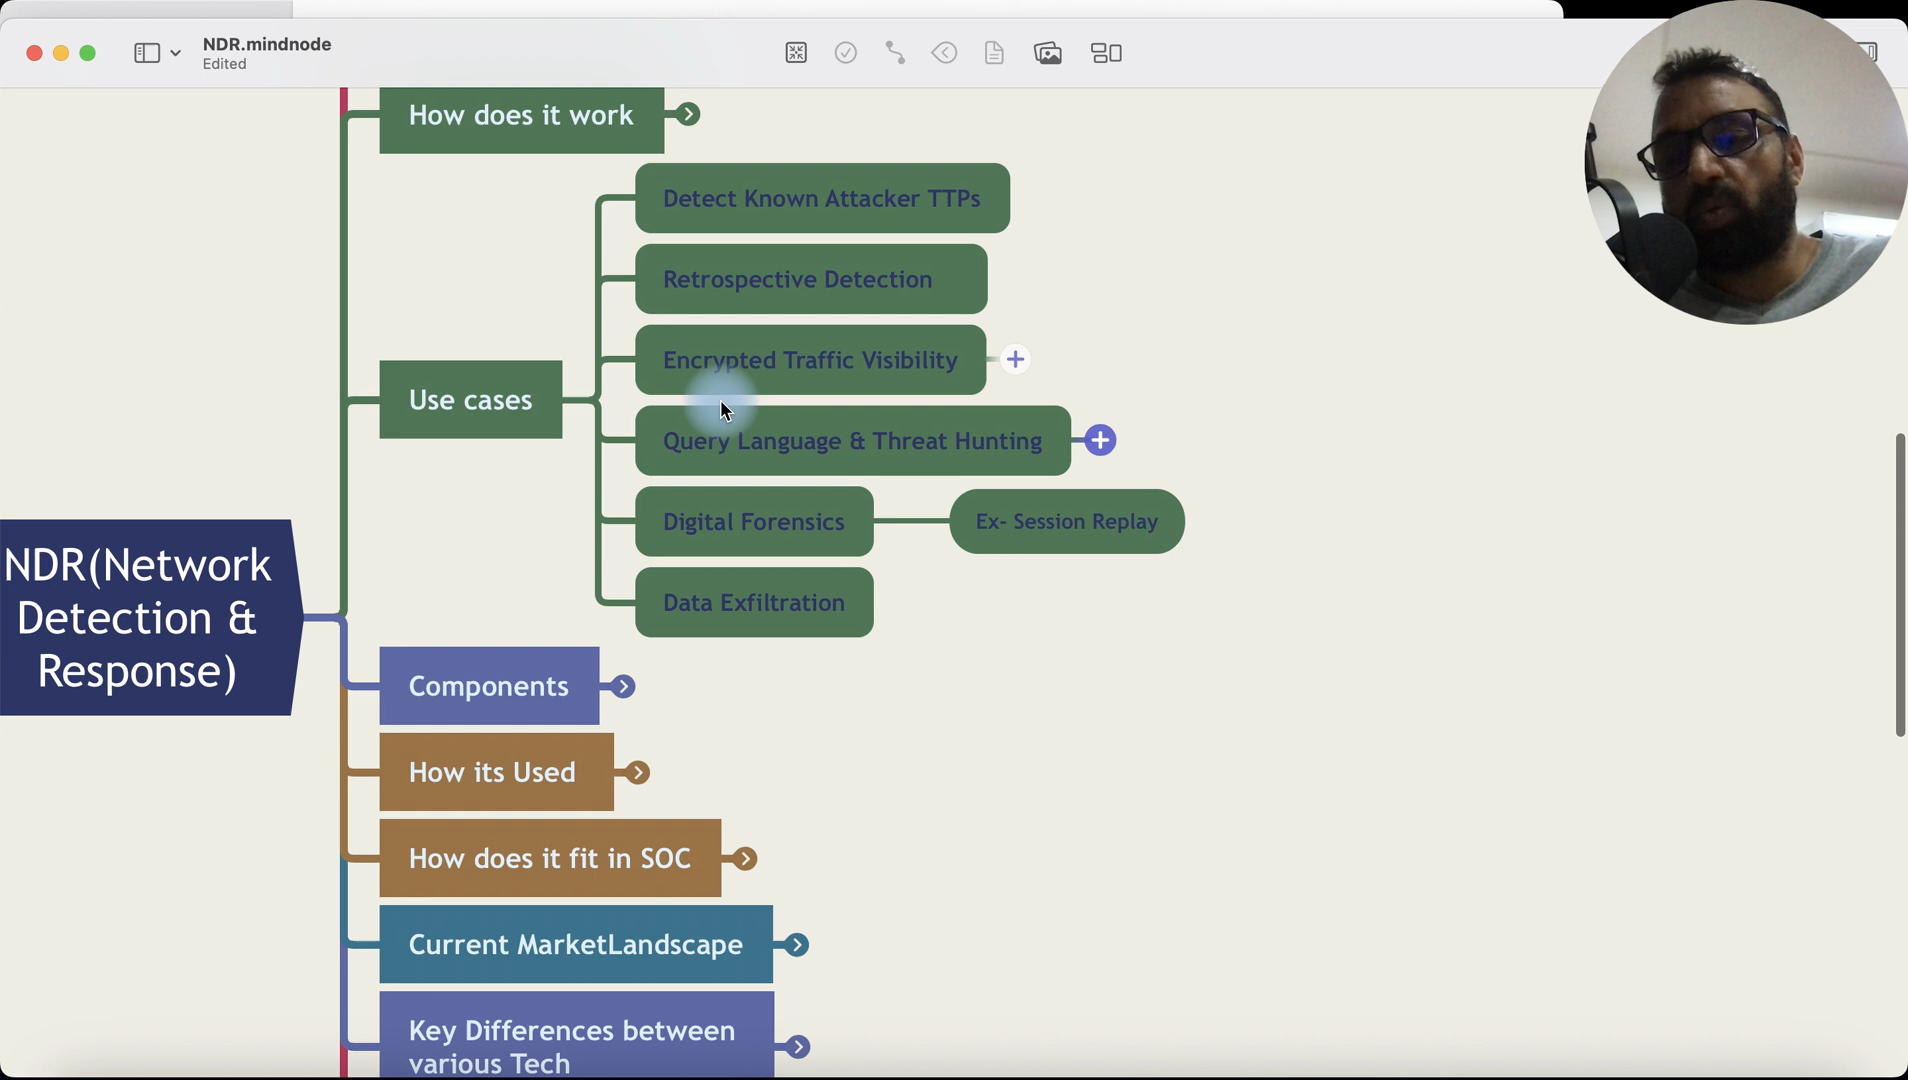 NDR.mindnode
Edited
How does it work
Detect Known Attacker TTPs
Retrospective Detection
Encrypted Traffic Visibility
Use cases
Query Language & Threat Hunting
Digital Forensics
Ex- Session Replay
Data Exfiltration
NDR(Network
Detection &
Response)
Components
How its Used
How does it fit in SOC
Current MarketLandscape
Key Differences between
various Tech